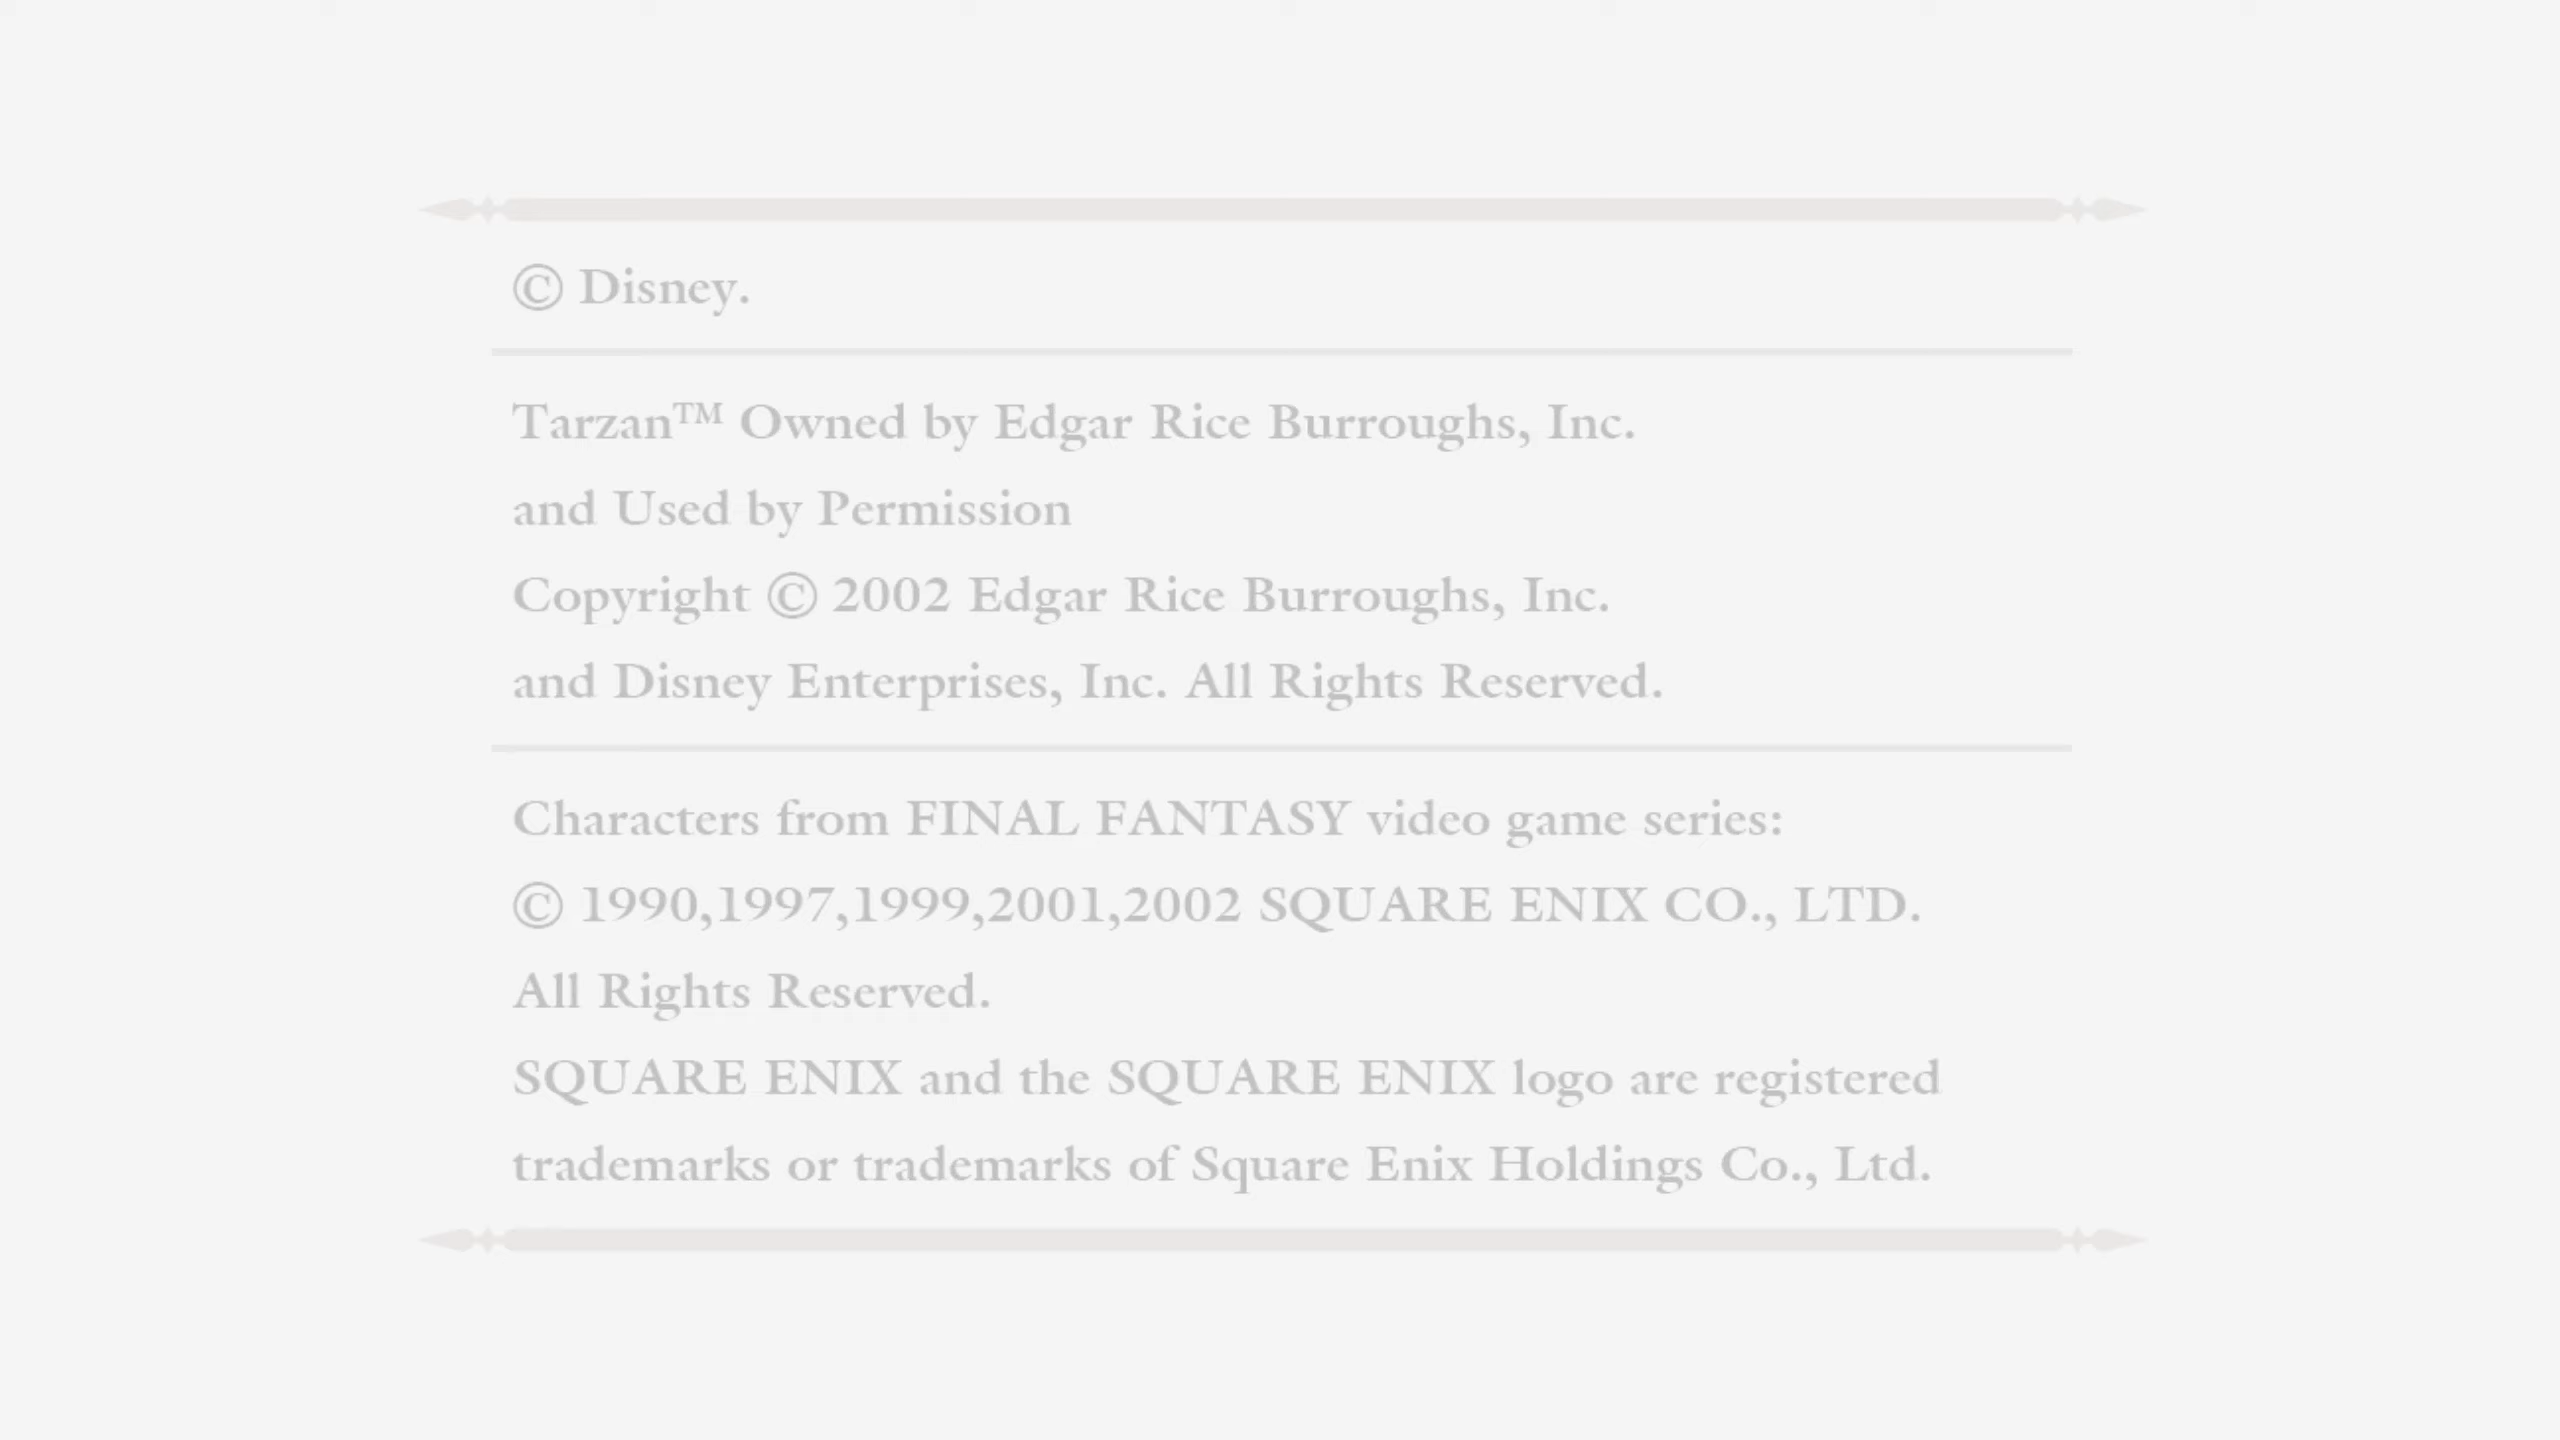 © Disney.
Tarzan™ Owned by Edgar Rice Burroughs, Inc.
and Used by Permission
Copyright © 2002 Edgar Rice Burroughs, Inc.
and Disney Enterprises, Inc. All Rights Reserved.
Characters from FINAL FANTASY video game series:
© 1990,1997,1999,2001,2002 SQUARE ENIX CO., LTD.
All Rights Reserved.
SQUARE ENIX and the SQUARE ENIX logo are registered
trademarks or trademarks of Square Enix Holdings Co., Ltd.